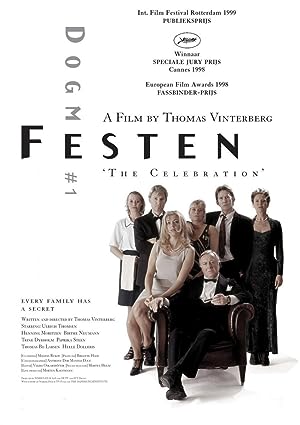 Int. Film Festival Rotterdam 1999
PUBLIEKSPRIJS
Winnaar
SPECIALE JURY PRIJS
Cannes 1998
European Film Awards 1998
FASSBINDER-PRIJS
DOGME #1
A FILM BY THOMAS VINTERBERG
FESTEN
'THE CELEBRATION'
EVERY FAMILY HAS
A SECRET
WRITTEN AND DIRECTED BY THOMAS VINTERBERG
STARRING ULRICH THOMSEN
HENNING MORITZEN BIRTHE NEUMANN
TRINE DYRHOLM PAPRIKA STEEN
THOMAS BO LARSEN HELLE DOLLERIS